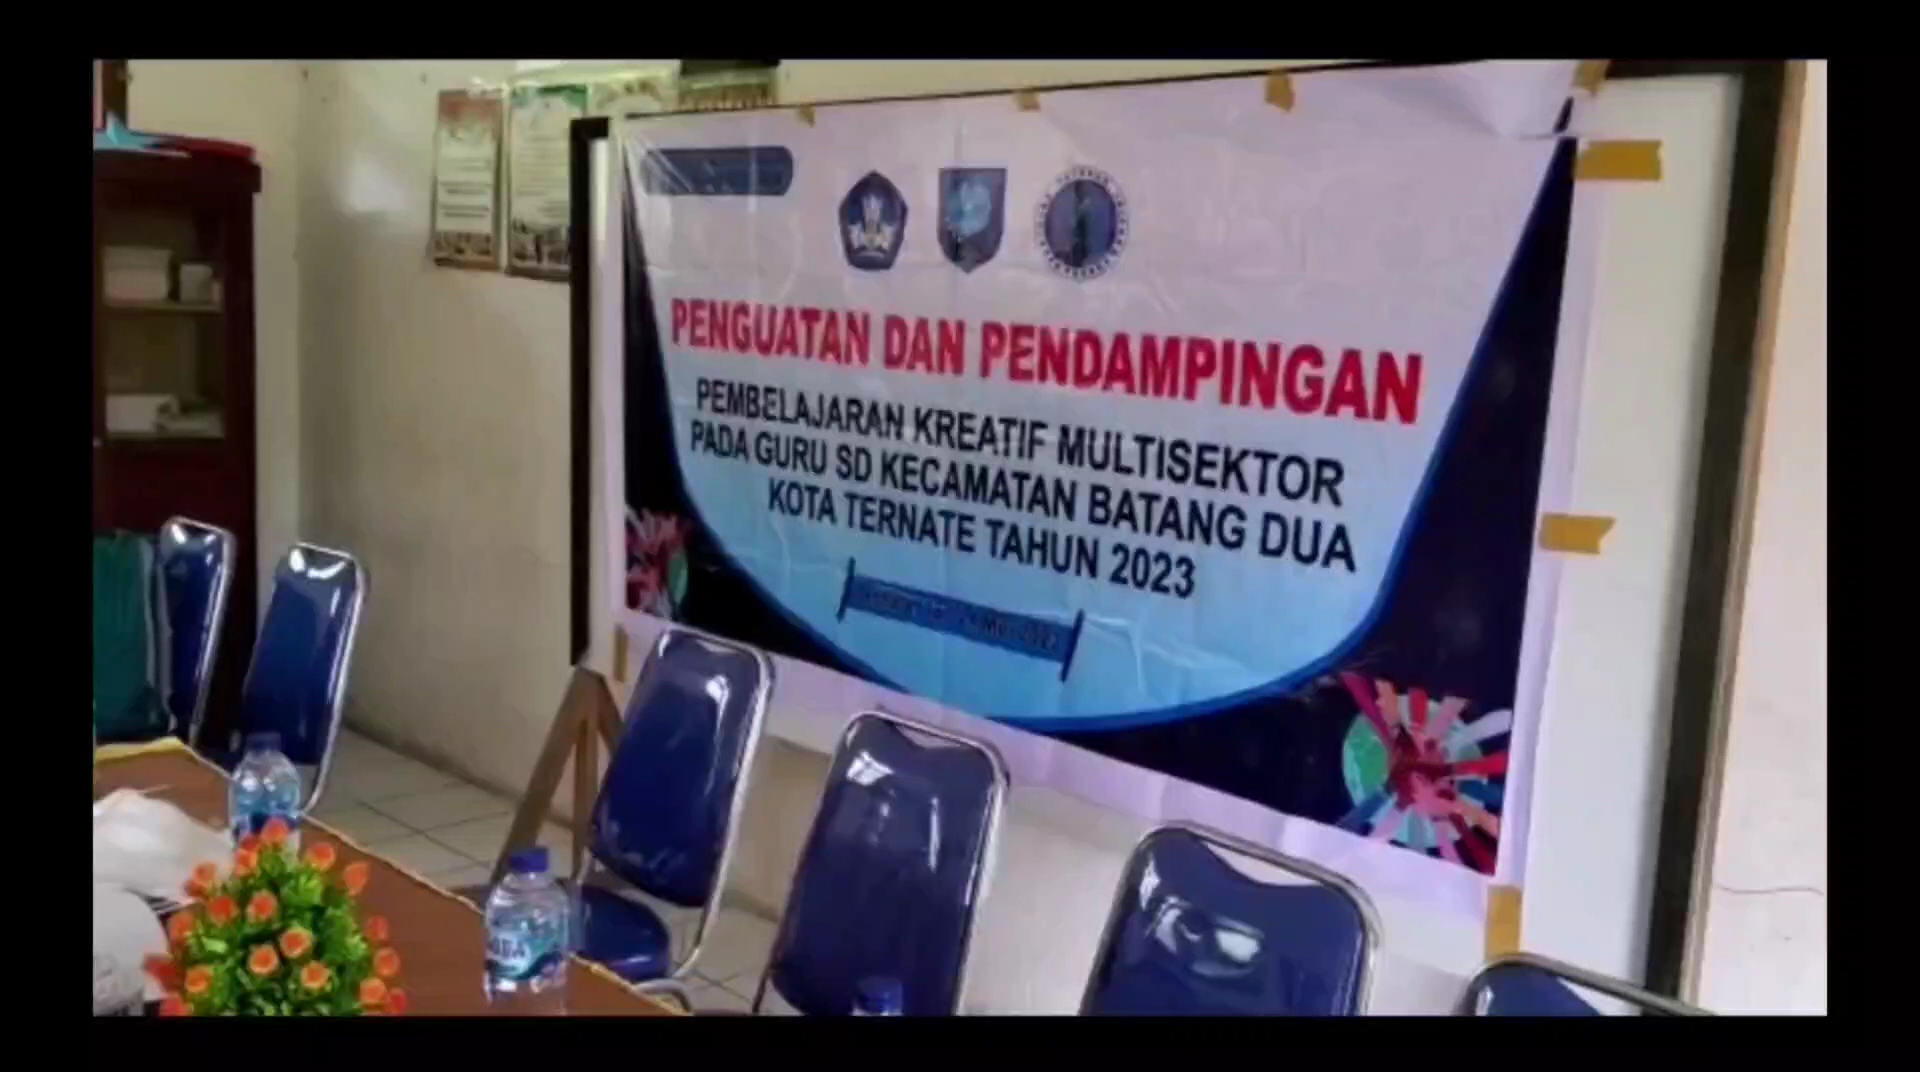 PENGUATAN DAN PENDAMPINGAN
PEMBELAJARAN KREATIF MULTISEKTOR
PADA GURU SD KECAMATAN BATANG DUA
KOTA TERNATE TAHUN 2023